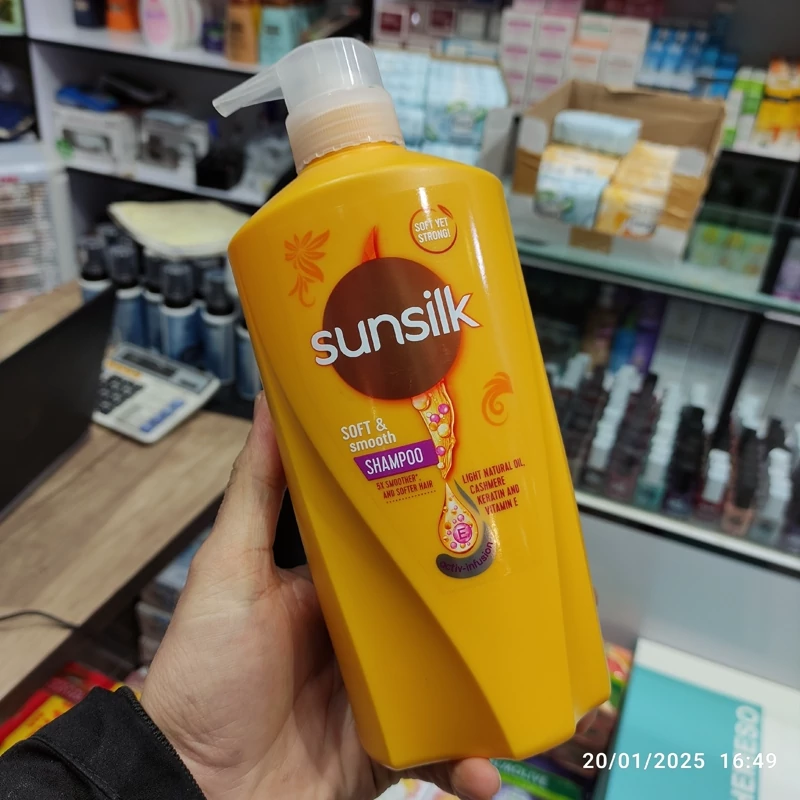 SOFT YET
STRONG!
sunsilk
SOFT &
smooth
SHAMPOO
5X SMOOTHER*
AND SOFTER HAIR
LIGHT NATURAL OIL,
CASHMERE
KERATIN AND
VITAMIN E
E
activ-infusion
20/01/2025 16:49